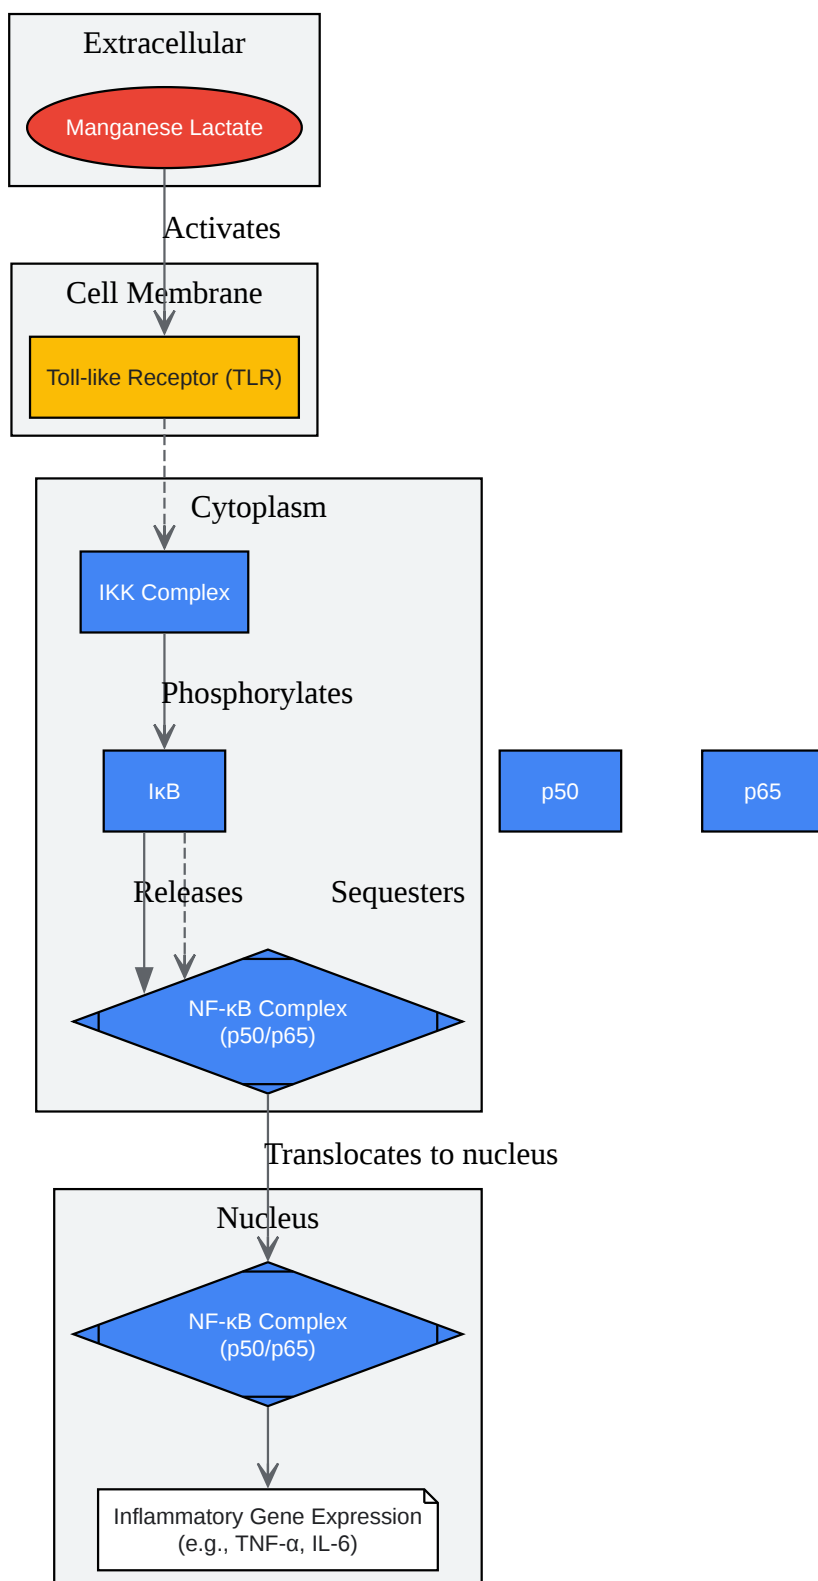 Extracellular
Manganese Lactate
Activates
Cell Membrane
Toll-like Receptor (TLR)
Cytoplasm
IKK Complex
Phosphorylates
IκB
p50
p65
Releases
Sequesters
NF-κB Complex
(p50/p65)
Translocates to nucleus
Nucleus
NF-κB Complex
(p50/p65)
Inflammatory Gene Expression
(e.g., TNF-α, IL-6)